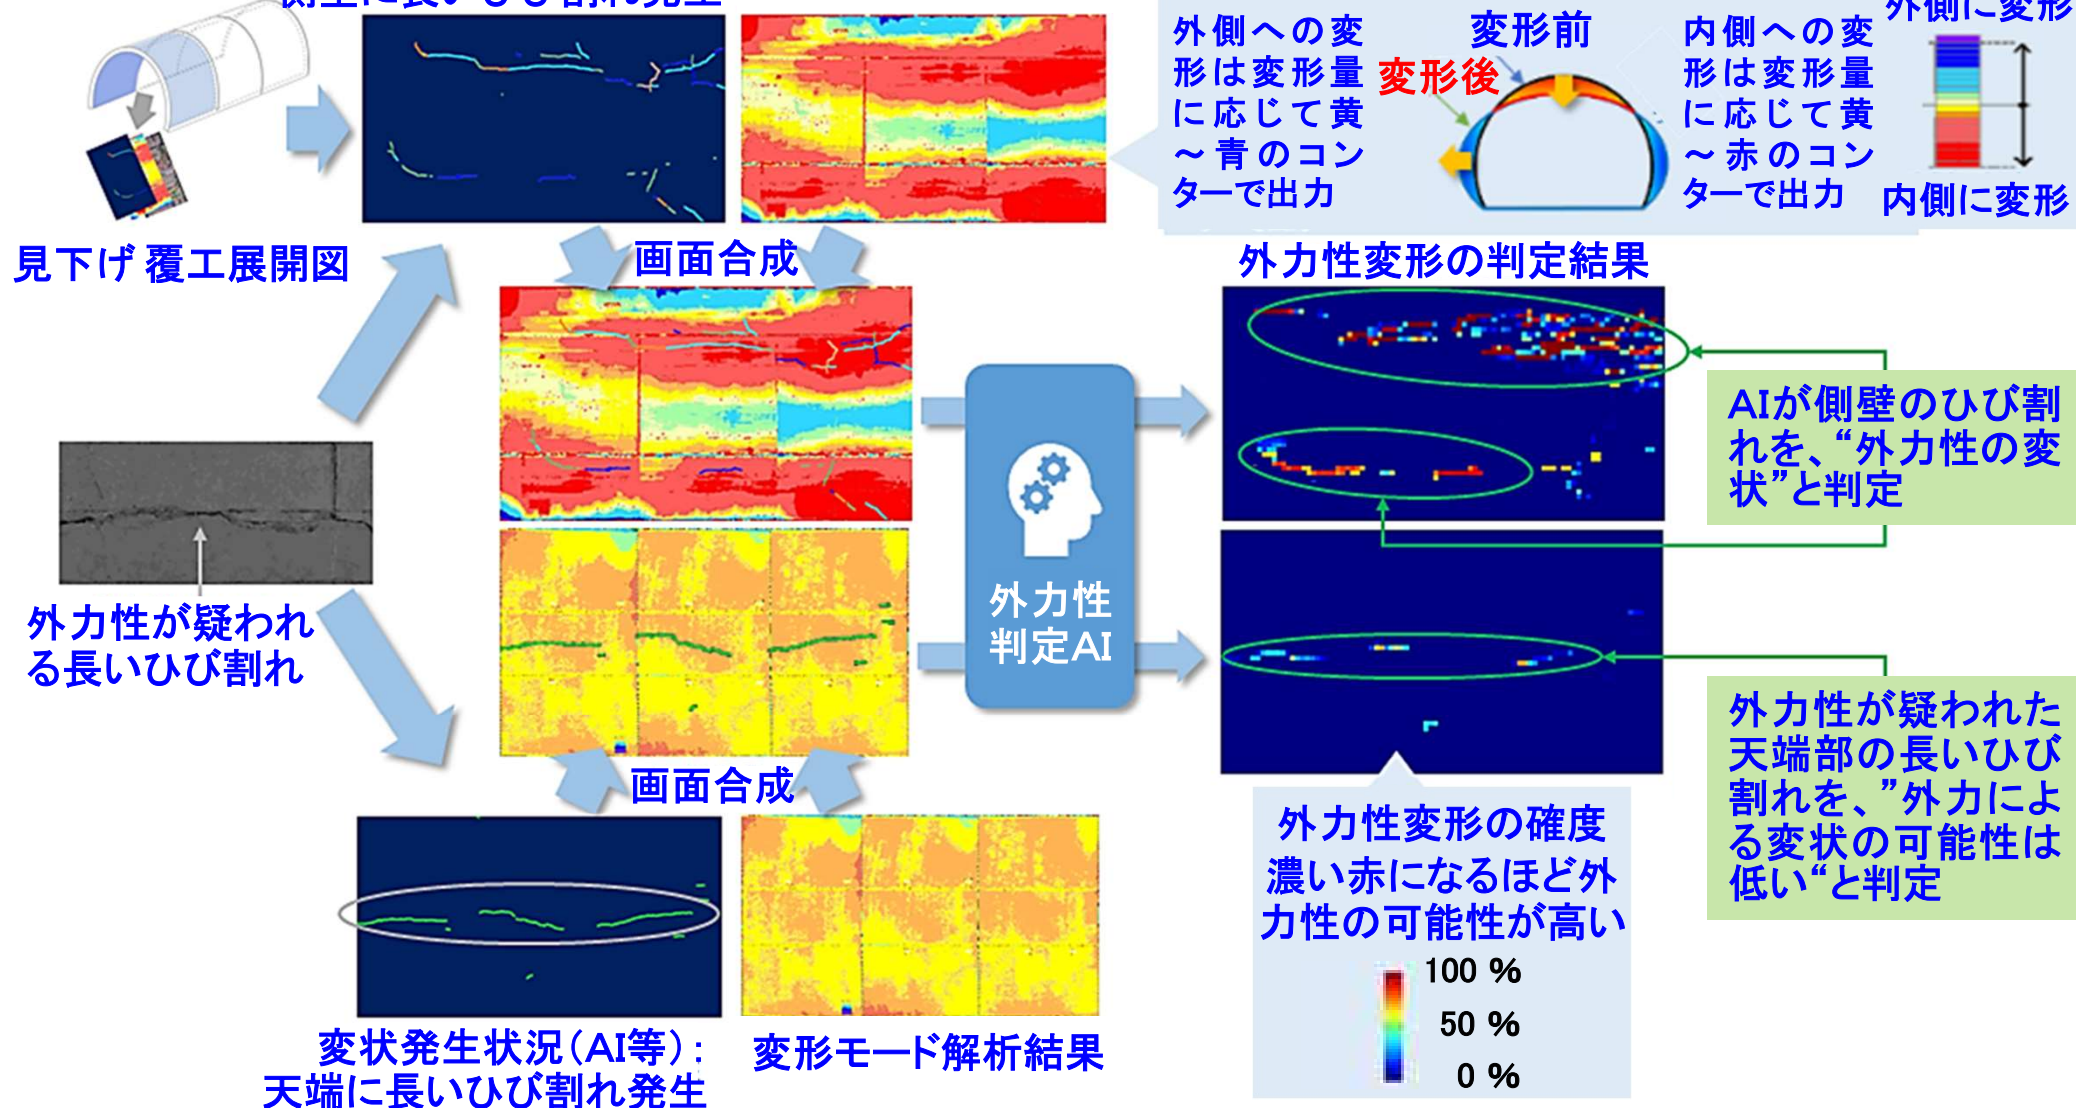 側壁に長いひび割れ発生
外側への変
形は変形量
に応じて黄
～青のコン
ターで出力
変形前
変形後
内側への変
形は変形量
に応じて黄
～赤のコン
ターで出力
外側に変形
内側に変形
見下げ 覆工展開図
画面合成
外力性変形の判定結果
AIが側壁のひび割
れを、“外力性の変
状”と判定
外力性が疑われ
る長いひび割れ
外力性
判定AI
外力性が疑われた
天端部の長いひび
割れを、”外力によ
る変状の可能性は
低い“と判定
画面合成
外力性変形の確度
濃い赤になるほど外
力性の可能性が高い
100 %
50 %
0 %
変状発生状況（AI等）：
天端に長いひび割れ発生
変形モード解析結果